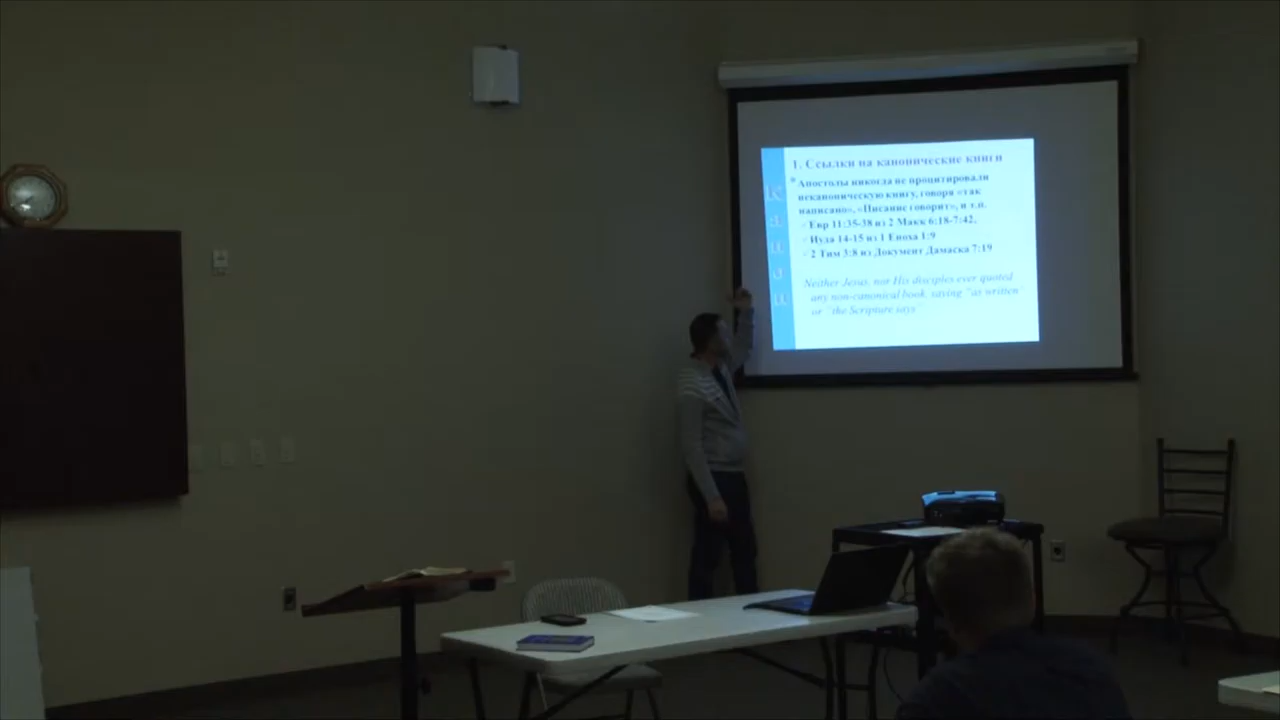 1. Ссылки на канонические книги
Апостолы никогда не процитировали
неканоническую книгу, говоря «так
написано», «Писание говорит», и т.п.
Евр 11:35-38 из 2 Макк 6:18-7:42,
Иуда 14-15 из 1 Еноха 1:9
2 Тим 3:8 из Документ Дамаска 7:19
Neither Jesus, nor His disciples ever quoted
any non-canonical book, saying “as written”
or “the Scripture says